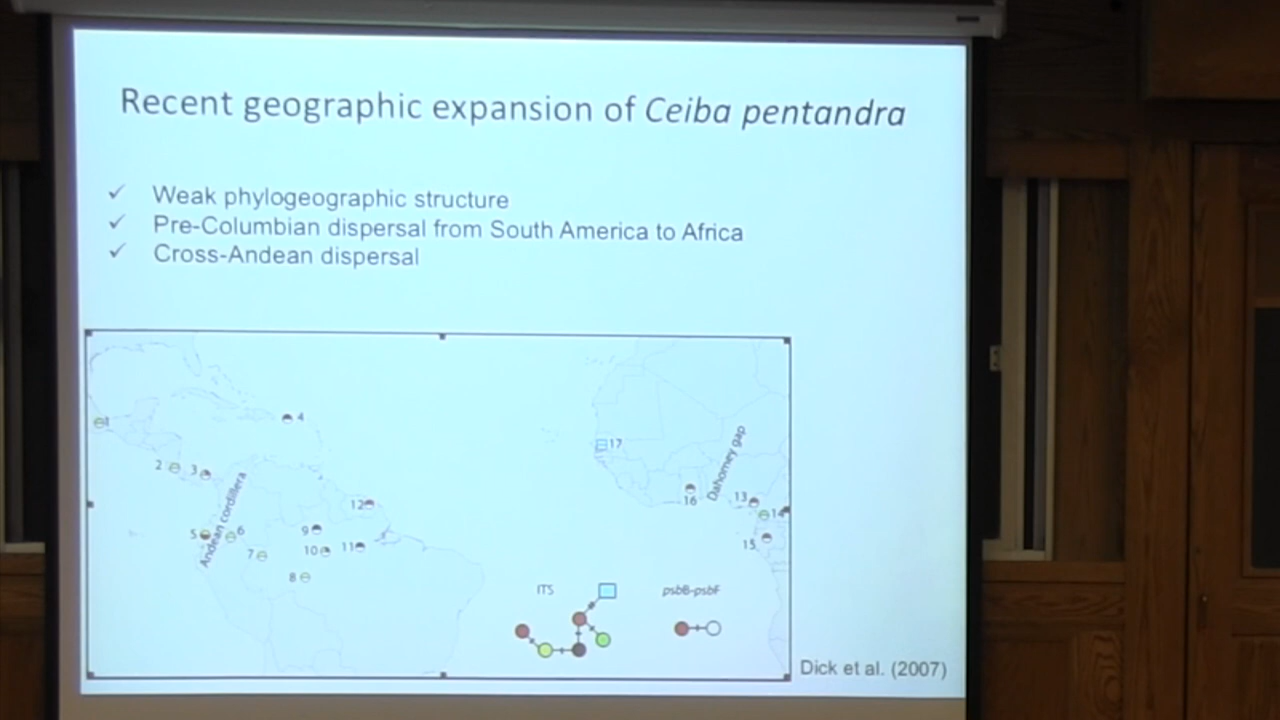 Recent geographic expansion of Ceiba pentandra
✓ Weak phylogeographic structure
✓ Pre-Columbian dispersal from South America to Africa
✓ Cross-Andean dispersal
1
4
17
2
3
Andean cordillera
Dahomey gap
12
16
13
14
5
6
9
7
10
11
15
8
ITS
psbB-psbF
Dick et al. (2007)